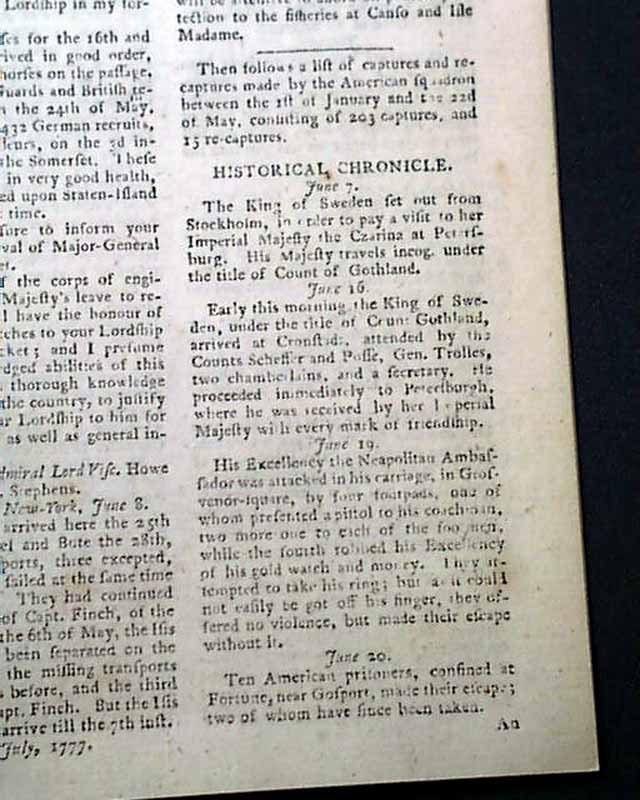 Lordship in my for-
ses for the 16th and
rived in good order,
horses on the passage,
Guards and British re-
n the 24th of May,
432 German recruits,
leurs, on the 3d in-
the Somerset. These
in very good health,
ed upon Staten-Island
time.
sure to inform your
val of Major-General
f the corps of engi-
Majesty's leave to re-
I have the honour of
tches to your Lordship
cket; and I presume
dged abilities of this
thorough knowledge
the country, to justify
ur Lordship to him for
as well as general in-
dmiral Lord Visc. Howe
Stephens.
New-York, June 8.
arrived here the 25th
el and Bute the 28th,
ports, three excepted,
sailed at the same time
They had continued
of Capt. Finch, of the
the 6th of May, the Isis
been separated on the
the missing transports
s before, and the third
apt. Finch. But the Isis
arrive till the 7th inst.
July, 1777.
tection to the fisheries at Canso and Isle
Madame.
Then follows a list of captures and re-
captures made by the American squadron
between the 1st of January and the 22d
of May, consisting of 203 captures, and
15 re-captures.
HISTORICAL CHRONICLE.
June 7.
The King of Sweden set out from
Stockholm, in order to pay a visit to her
Imperial Majesty the Czarina at Peters-
burg. His Majesty travels incog. under
the title of Count of Gothland.
June 16.
Early this morning the King of Swe-
den, under the title of Count Gothland,
arrived at Cronstadt, attended by the
Counts Scheffer and Posse, Gen. Trolles,
two chamberlains, and a secretary. He
proceeded immediately to Petersburgh,
where he was received by her Imperial
Majesty with every mark of friendship.
June 19.
His Excellency the Neapolitan Ambas-
sador was attacked in his carriage, in Gros-
venor-square, by four footpads, one of
whom presented a pistol to his coachman,
two more one to each of the footmen,
while the fourth robbed his Excellency
of his gold watch and money. They at-
tempted to take his ring; but as it could
not easily be got off his finger, they of-
fered no violence, but made their escape
without it.
June 20.
Ten American prisoners, confined at
Fortune, near Gosport, made their escape;
two of whom have since been taken.
An